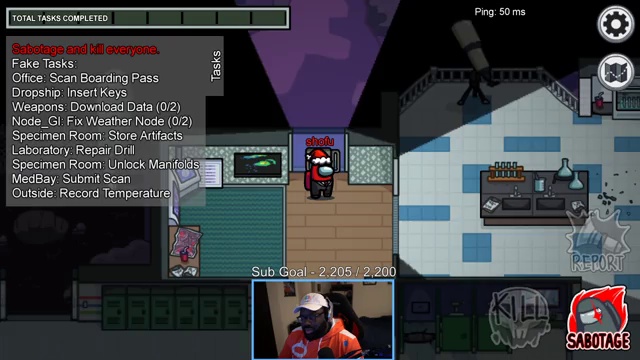 TOTAL TASKS COMPLETED
Ping: 50 ms
Sabotage and kill everyone.
Fake Tasks:
Office: Scan Boarding Pass
Dropship: Insert Keys
Weapons: Download Data (0/2)
Node_GI: Fix Weather Node (0/2)
Specimen Room: Store Artifacts
Laboratory: Repair Drill
Specimen Room: Unlock Manifolds
MedBay: Submit Scan
Outside: Record Temperature
Tasks
shofu
REPORT
Sub Goal - 2,205 / 2,200
KILL
SABOTAGE